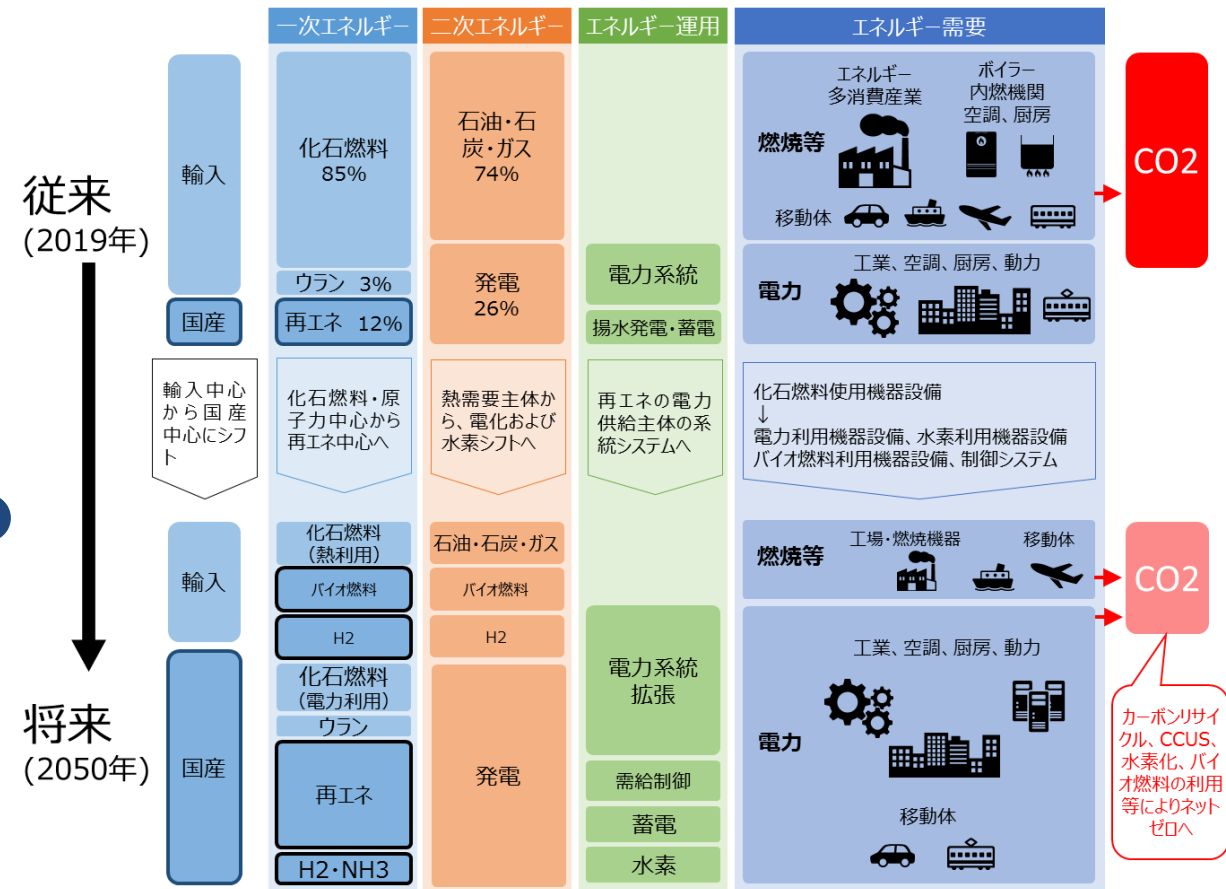 一次エネルギー
二次エネルギー
エネルギー運用
エネルギー需要
従来
(2019年)
輸入
国産
化石燃料
85%
ウラン 3%
再エネ 12%
石油・石
炭・ガス
74%
発電
26%
電力系統
揚水発電・蓄電
燃焼等
エネルギー
多消費産業
ボイラー
内燃機関
空調、厨房
移動体
電力
工業、空調、厨房、動力
CO2
輸入中心
から国産
中心にシフ
ト
化石燃料・原
子力中心から
再エネ中心へ
熱需要主体か
ら、電化および
水素シフトへ
再エネの電力
供給主体の系
統システムへ
化石燃料使用機器設備
↓
電力利用機器設備、水素利用機器設備
バイオ燃料利用機器設備、制御システム
将来
(2050年)
輸入
国産
化石燃料
(熱利用)
バイオ燃料
H2
化石燃料
(電力利用)
ウラン
再エネ
H2・NH3
石油・石炭・ガス
バイオ燃料
H2
発電
電力系統
拡張
需給制御
蓄電
水素
燃焼等
工場・燃焼機器
移動体
電力
工業、空調、厨房、動力
移動体
CO2
カーボンリサイ
クル、CCUS、
水素化、バイ
オ燃料の利用
等によりネット
ゼロへ